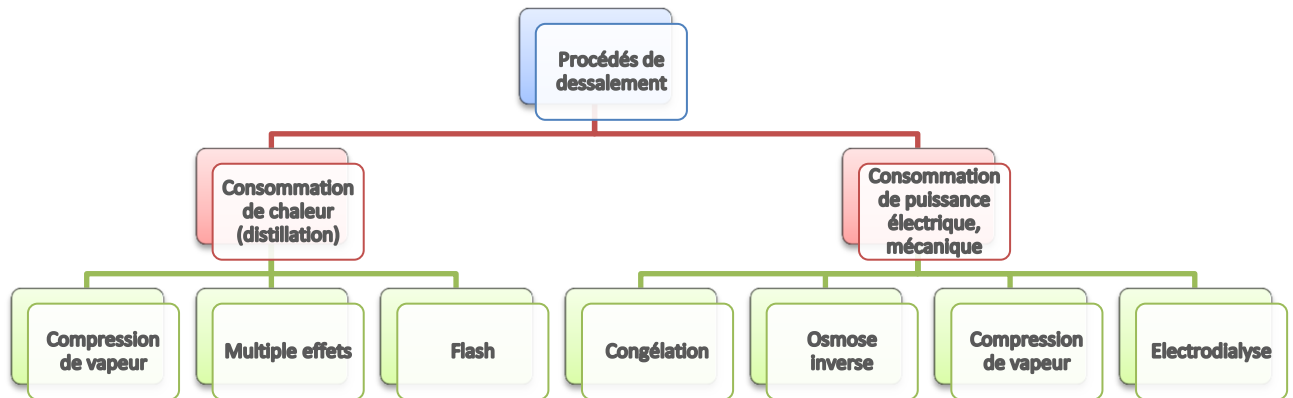 Procédés de
dessalement
Consommation
de chaleur
(distillation)
Consommation
de puissance
électrique,
mécanique
Compression
de vapeur
Multiple effets
Flash
Congélation
Osmose
inverse
Compression
de vapeur
Electrodialyse